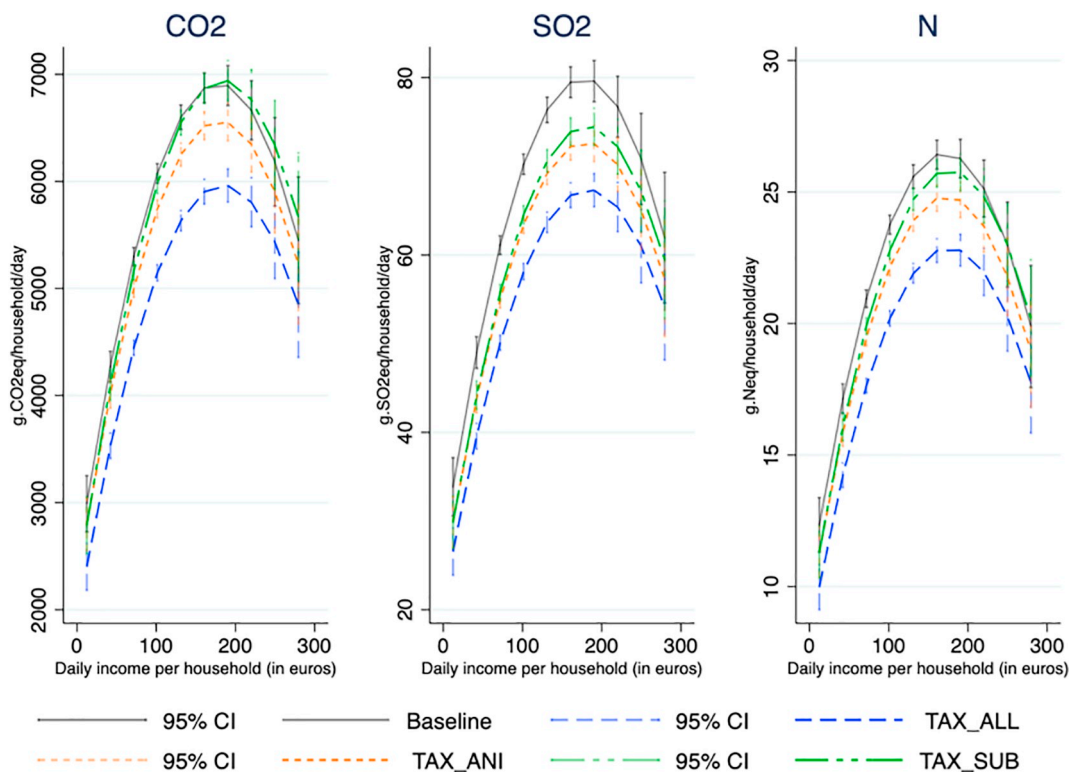 CO2
SO2
N
g.CO2eq/household/day
7000
6000
5000
4000
3000
2000
0 100 200 300
Daily income per household (in euros)
g.SO2eq/household/day
80
60
40
20
0 100 200 300
Daily income per household (in euros)
g.Neq/household/day
30
25
20
15
10
0 100 200 300
Daily income per household (in euros)
95% CI Baseline 95% CI TAX_ALL
95% CI TAX_ANI 95% CI TAX_SUB